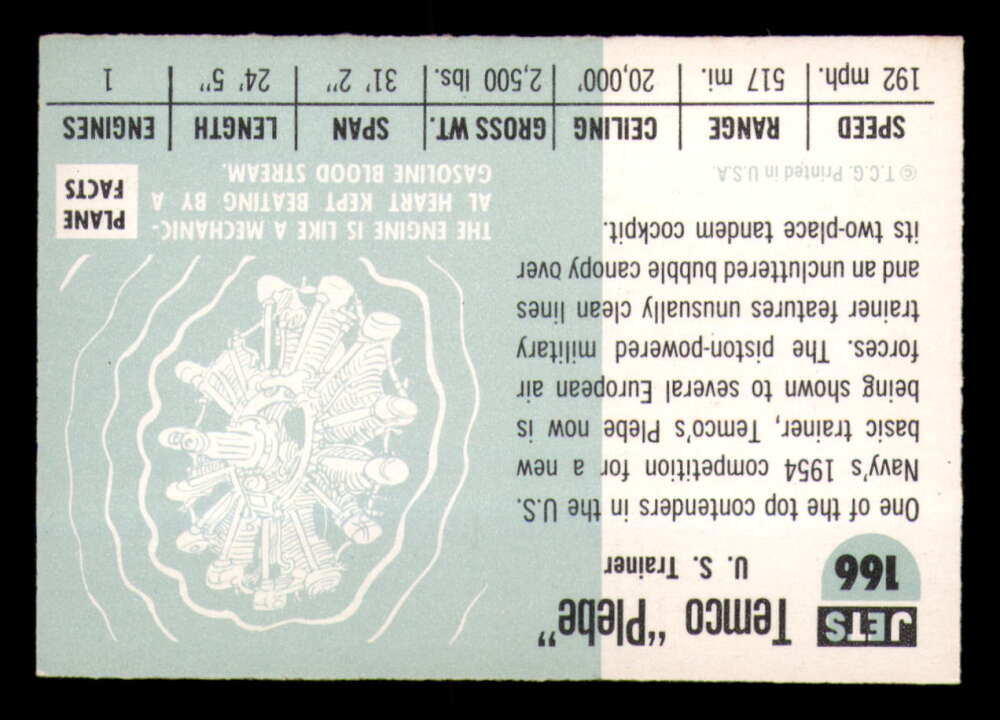 JETS
166
Temco "Plebe"
U. S. Trainer
One of the top contenders in the U.S.
Navy's 1954 competition for a new
basic trainer, Temco's Plebe now is
being shown to several European air
forces. The piston-powered military
trainer features unusually clean lines
and an uncluttered bubble canopy over
its two-place tandem cockpit.
© T.C.G. Printed in U.S.A.
PLANE
FACTS
THE ENGINE IS LIKE A MECHANIC-
AL HEART KEPT BEATING BY A
GASOLINE BLOOD STREAM.
SPEED RANGE CEILING GROSS WT. SPAN LENGTH ENGINES
192 mph. 517 mi. 20,000' 2,500 lbs. 31' 2" 24' 5" 1